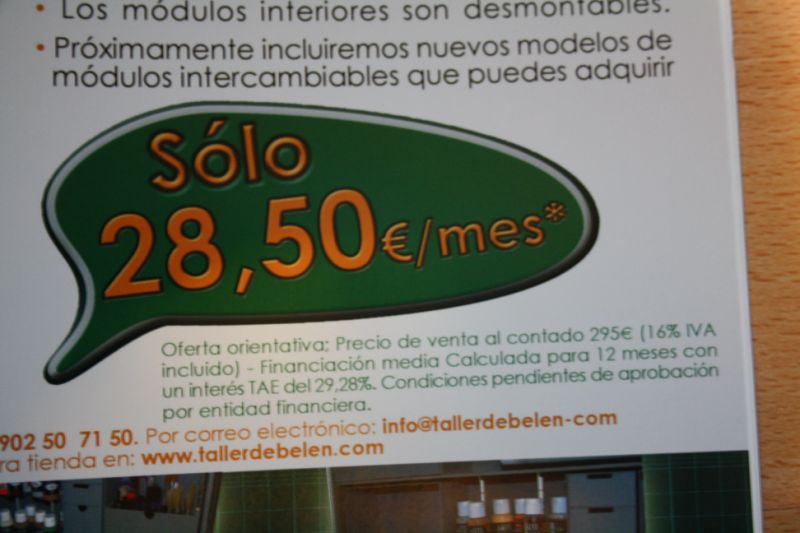 • Los módulos interiores son desmontables.
• Próximamente incluiremos nuevos modelos de
módulos intercambiables que puedes adquirir
Sólo
28,50€/mes*
Oferta orientativa; Precio de venta al contado 295€ (16% IVA
incluido) - Financiación media Calculada para 12 meses con
un interés TAE del 29,28%. Condiciones pendientes de aprobación
por entidad financiera.
902 50 71 50. Por correo electrónico: info@tallerdebelen-com
ra tienda en: www.tallerdebelen.com